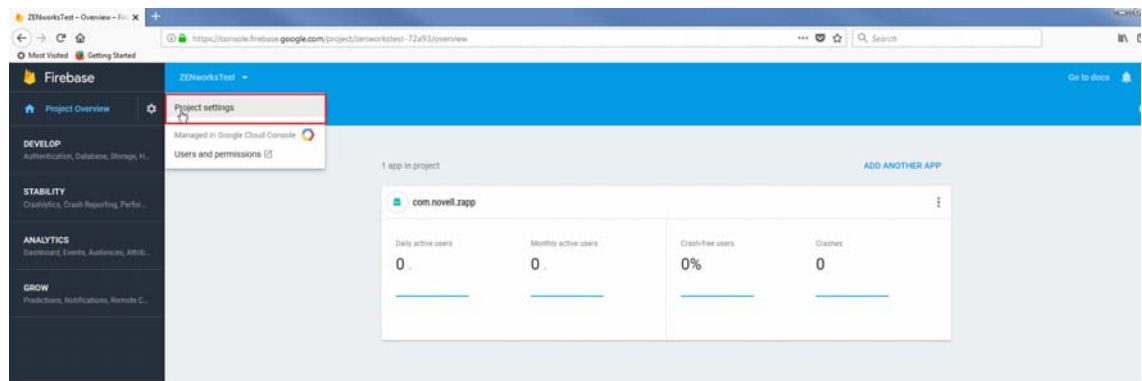 ZENworksTest – Overview – Fir
https://console.firebase.google.com/project/zenworkstest-72a93/overview
Search
Most Visited Getting Started
Firebase
ZENworksTest
Go to docs
Project Overview
Project settings
Managed in Google Cloud Console
Users and permissions
DEVELOP
Authentication, Database, Storage, H...
STABILITY
Crashlytics, Crash Reporting, Perfor...
ANALYTICS
Dashboard, Events, Audiences, Attrib...
GROW
Predictions, Notifications, Remote C...
1 app in project
ADD ANOTHER APP
com.novell.zapp
Daily active users Monthly active users Crash-free users Crashes
0 0 0% 0